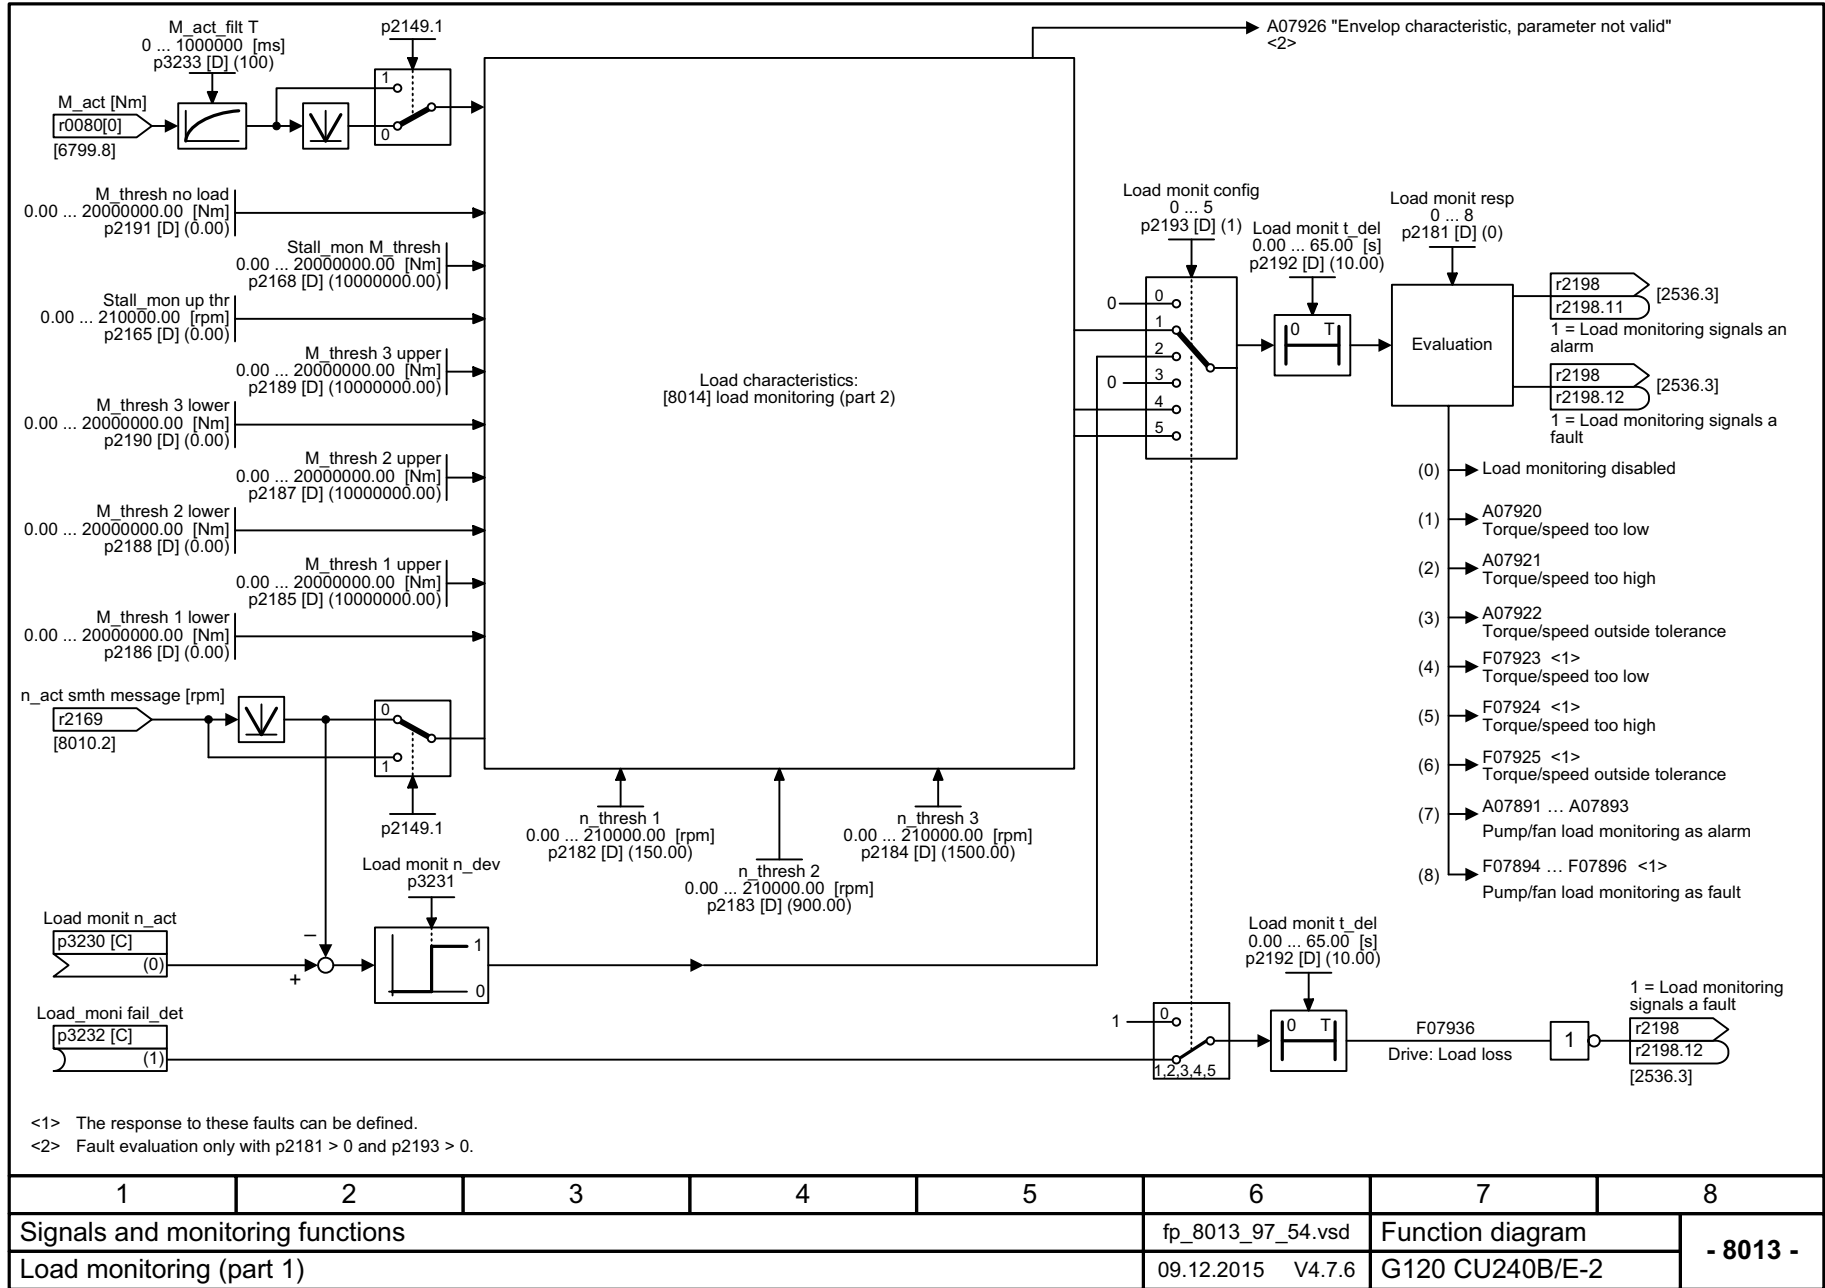 M_act_filt T
0 ... 1000000 [ms]
p3233 [D] (100)
p2149.1
1
0
M_act [Nm]
r0080[0]
[6799.8]
A07926 "Envelop characteristic, parameter not valid"
<2>
M_thresh no load
0.00 ... 20000000.00 [Nm]
p2191 [D] (0.00)
Stall_mon M_thresh
0.00 ... 20000000.00 [Nm]
p2168 [D] (10000000.00)
Stall_mon up thr
0.00 ... 210000.00 [rpm]
p2165 [D] (0.00)
M_thresh 3 upper
0.00 ... 20000000.00 [Nm]
p2189 [D] (10000000.00)
M_thresh 3 lower
0.00 ... 20000000.00 [Nm]
p2190 [D] (0.00)
M_thresh 2 upper
0.00 ... 20000000.00 [Nm]
p2187 [D] (10000000.00)
M_thresh 2 lower
0.00 ... 20000000.00 [Nm]
p2188 [D] (0.00)
M_thresh 1 upper
0.00 ... 20000000.00 [Nm]
p2185 [D] (10000000.00)
M_thresh 1 lower
0.00 ... 20000000.00 [Nm]
p2186 [D] (0.00)
Load characteristics:
[8014] load monitoring (part 2)
n_act smth message [rpm]
r2169
[8010.2]
0
1
p2149.1
n_thresh 1
0.00 ... 210000.00 [rpm]
p2182 [D] (150.00)
n_thresh 2
0.00 ... 210000.00 [rpm]
p2183 [D] (900.00)
n_thresh 3
0.00 ... 210000.00 [rpm]
p2184 [D] (1500.00)
Load monit config
0 ... 5
p2193 [D] (1)
0
0
1
2
0
3
4
5
Load monit t_del
0.00 ... 65.00 [s]
p2192 [D] (10.00)
0 T
Load monit resp
0 ... 8
p2181 [D] (0)
Evaluation
r2198
r2198.11
[2536.3]
1 = Load monitoring signals an
alarm
r2198
r2198.12
[2536.3]
1 = Load monitoring signals a
fault
(0) Load monitoring disabled
(1) A07920
Torque/speed too low
(2) A07921
Torque/speed too high
(3) A07922
Torque/speed outside tolerance
(4) F07923 <1>
Torque/speed too low
(5) F07924 <1>
Torque/speed too high
(6) F07925 <1>
Torque/speed outside tolerance
(7) A07891 ... A07893
Pump/fan load monitoring as alarm
(8) F07894 ... F07896 <1>
Pump/fan load monitoring as fault
Load monit n_dev
p3231
1
0
Load monit n_act
p3230 [C]
(0)
–
+
Load_moni fail_det
p3232 [C]
(1)
1
0
1,2,3,4,5
Load monit t_del
0.00 ... 65.00 [s]
p2192 [D] (10.00)
0 T
F07936
Drive: Load loss
1
1 = Load monitoring
signals a fault
r2198
r2198.12
[2536.3]
<1> The response to these faults can be defined.
<2> Fault evaluation only with p2181 > 0 and p2193 > 0.
1 2 3 4 5 6 7 8
Signals and monitoring functions
fp_8013_97_54.vsd
Function diagram
- 8013 -
Load monitoring (part 1)
09.12.2015 V4.7.6
G120 CU240B/E-2